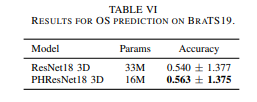 TABLE VI
RESULTS FOR OS PREDICTION ON BRATS19.
Model Params Accuracy
ResNet18 3D 33M 0.540 ± 1.377
PHResNet18 3D 16M 0.563 ± 1.375